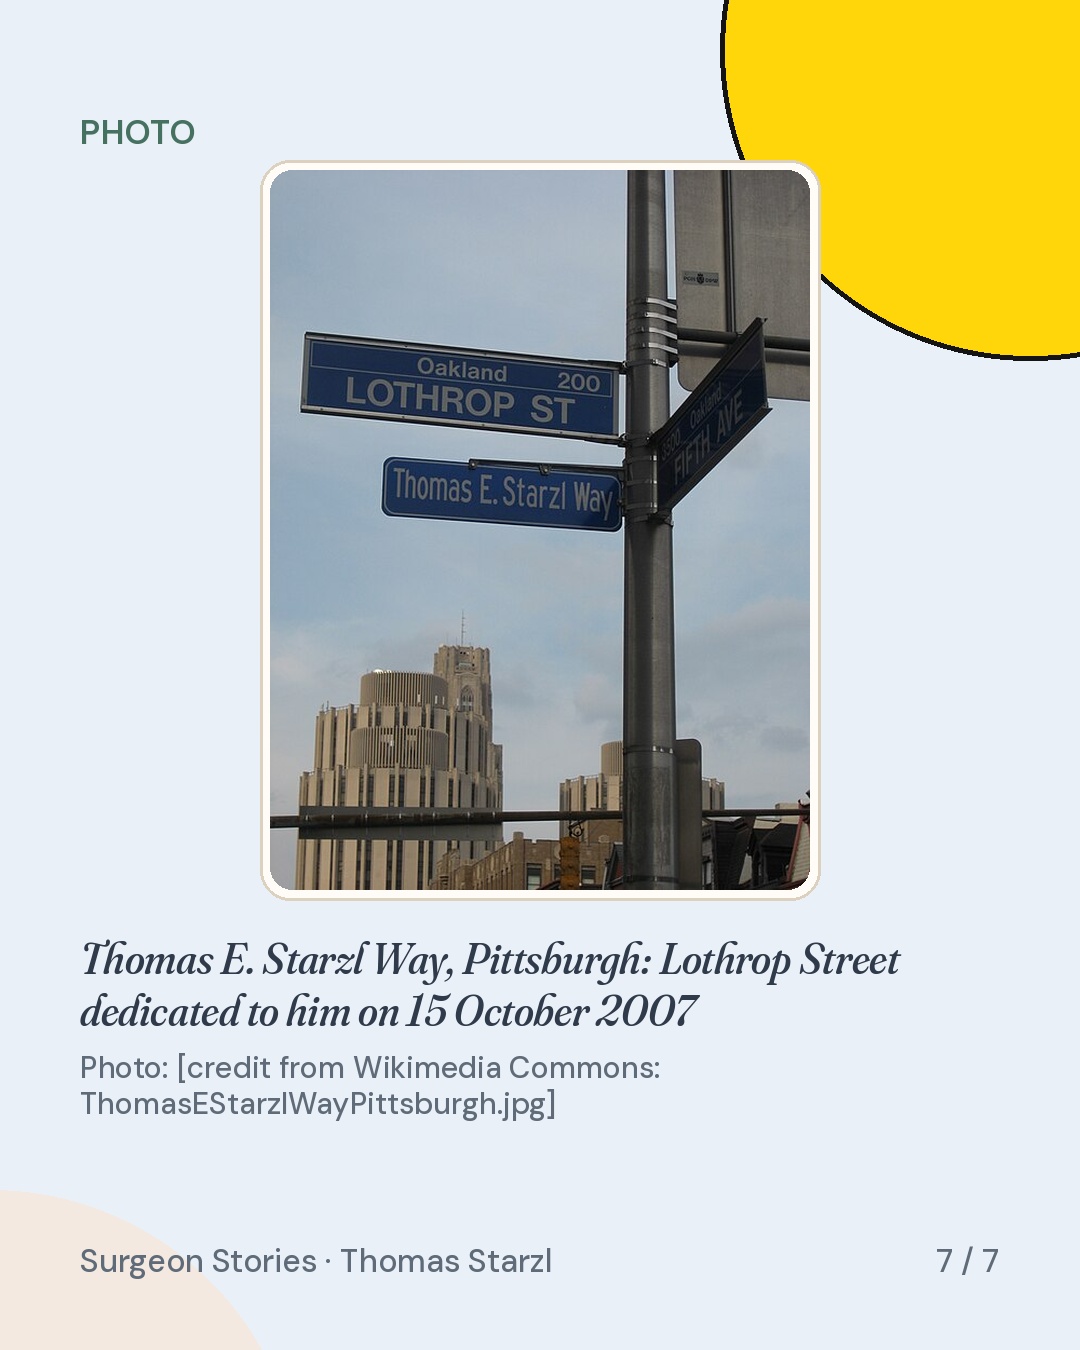 PHOTO
Oakland 200
LOTHROP ST
Thomas E. Starzl Way
3500 Oakland
FIFTH AVE
Thomas E. Starzl Way, Pittsburgh: Lothrop Street
dedicated to him on 15 October 2007
Photo: [credit from Wikimedia Commons:
ThomasEStarzlWayPittsburgh.jpg]
Surgeon Stories · Thomas Starzl
7 / 7